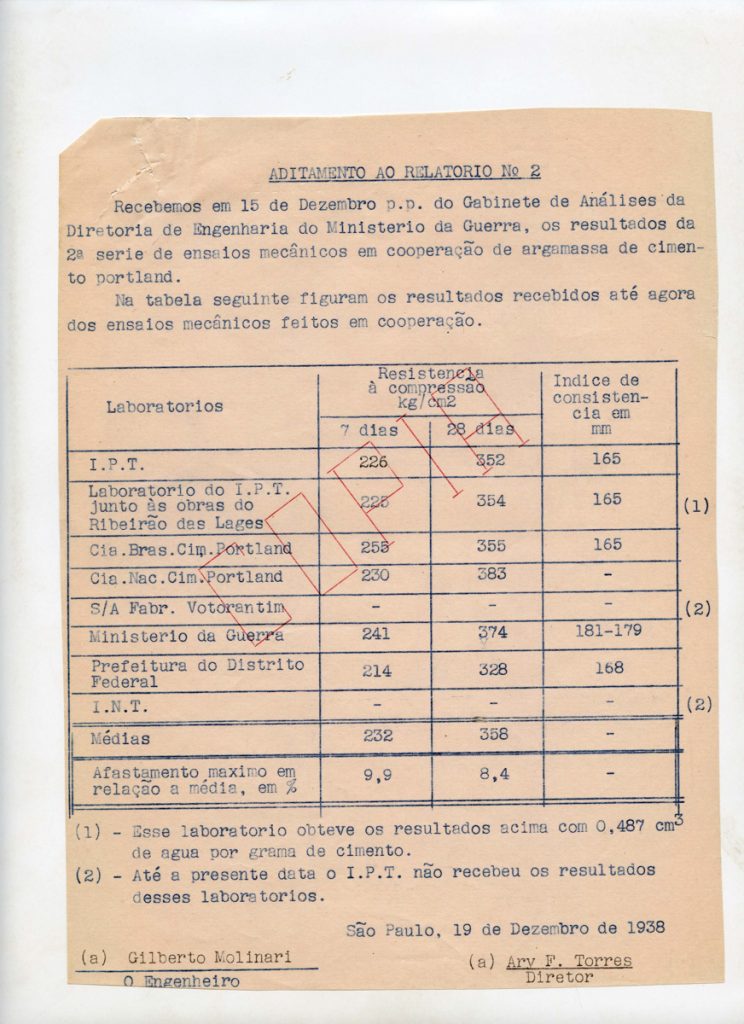 ADITAMENTO AO RELATORIO Nº 2
Recebemos em 15 de Dezembro p.p. do Gabinete de Análises da
Diretoria de Engenharia do Ministerio da Guerra, os resultados da
2ª serie de ensaios mecânicos em cooperação de argamassa de cimen-
to portland.
Na tabela seguinte figuram os resultados recebidos até agora
dos ensaios mecânicos feitos em cooperação.
Laboratorios
Resistencia
à compressão
kg/cm2
7 dias 28 dias
Indice de
consisten-
cia em
mm
I.P.T. 226 352 165
Laboratorio do I.P.T.
junto às obras do 225 354 165 (1)
Ribeirão das Lages
Cia.Bras.Cim.Portland 255 355 165
Cia.Nac.Cim.Portland 230 383 -
S/A Fabr. Votorantim - - - (2)
Ministerio da Guerra 241 374 181-179
Prefeitura do Distrito
Federal 214 328 168
I.N.T. - - - (2)
Médias 232 358 -
Afastamento maximo em
relação a média, em % 9,9 8,4 -
COPIA
(1) - Esse laboratorio obteve os resultados acima com 0,487 cm3
de agua por grama de cimento.
(2) - Até a presente data o I.P.T. não recebeu os resultados
desses laboratorios.
São Paulo, 19 de Dezembro de 1938
(a) Gilberto Molinari
O Engenheiro
(a) Ary F. Torres
Diretor